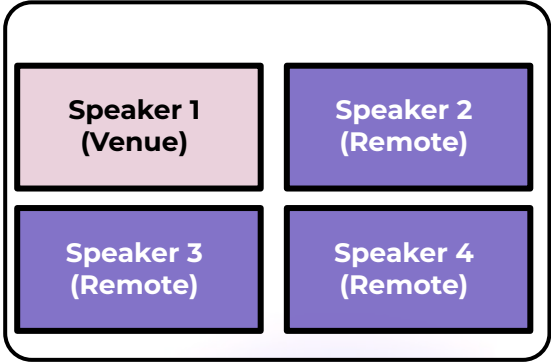 Speaker 1
(Venue)
Speaker 2
(Remote)
Speaker 3
(Remote)
Speaker 4
(Remote)